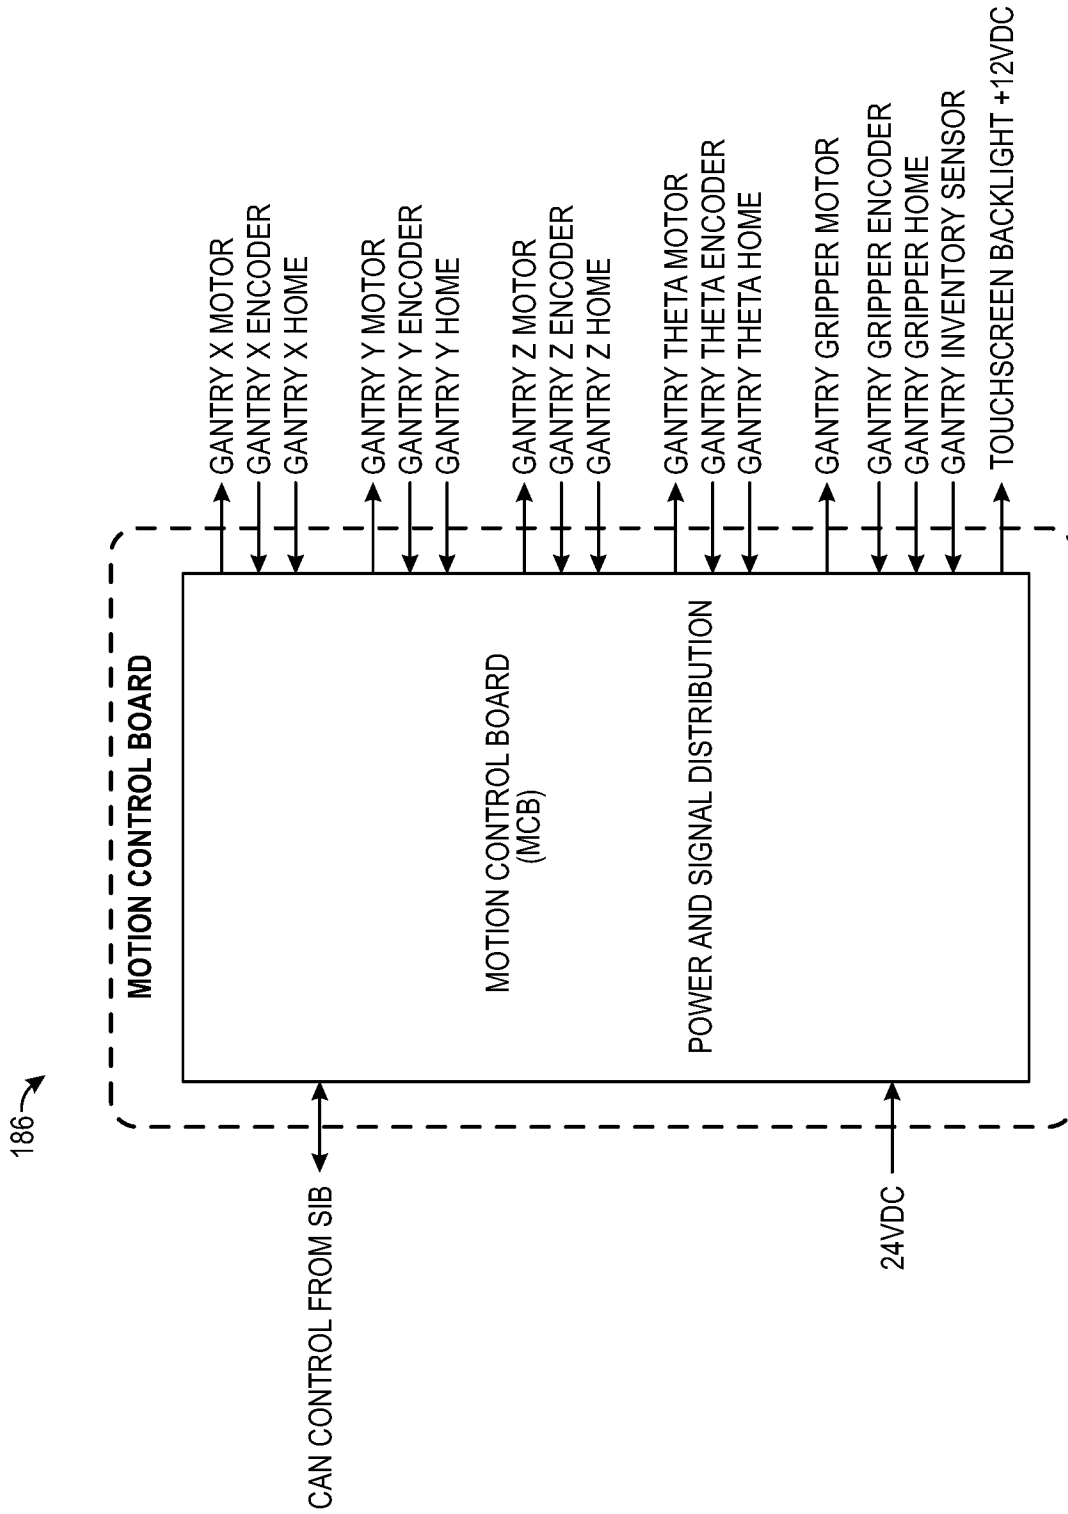 186
MOTION CONTROL BOARD
CAN CONTROL FROM SIB
24VDC
MOTION CONTROL BOARD
(MCB)
POWER AND SIGNAL DISTRIBUTION
GANTRY X MOTOR
GANTRY X ENCODER
GANTRY X HOME
GANTRY Y MOTOR
GANTRY Y ENCODER
GANTRY Y HOME
GANTRY Z MOTOR
GANTRY Z ENCODER
GANTRY Z HOME
GANTRY THETA MOTOR
GANTRY THETA ENCODER
GANTRY THETA HOME
GANTRY GRIPPER MOTOR
GANTRY GRIPPER ENCODER
GANTRY GRIPPER HOME
GANTRY INVENTORY SENSOR
TOUCHSCREEN BACKLIGHT +12VDC